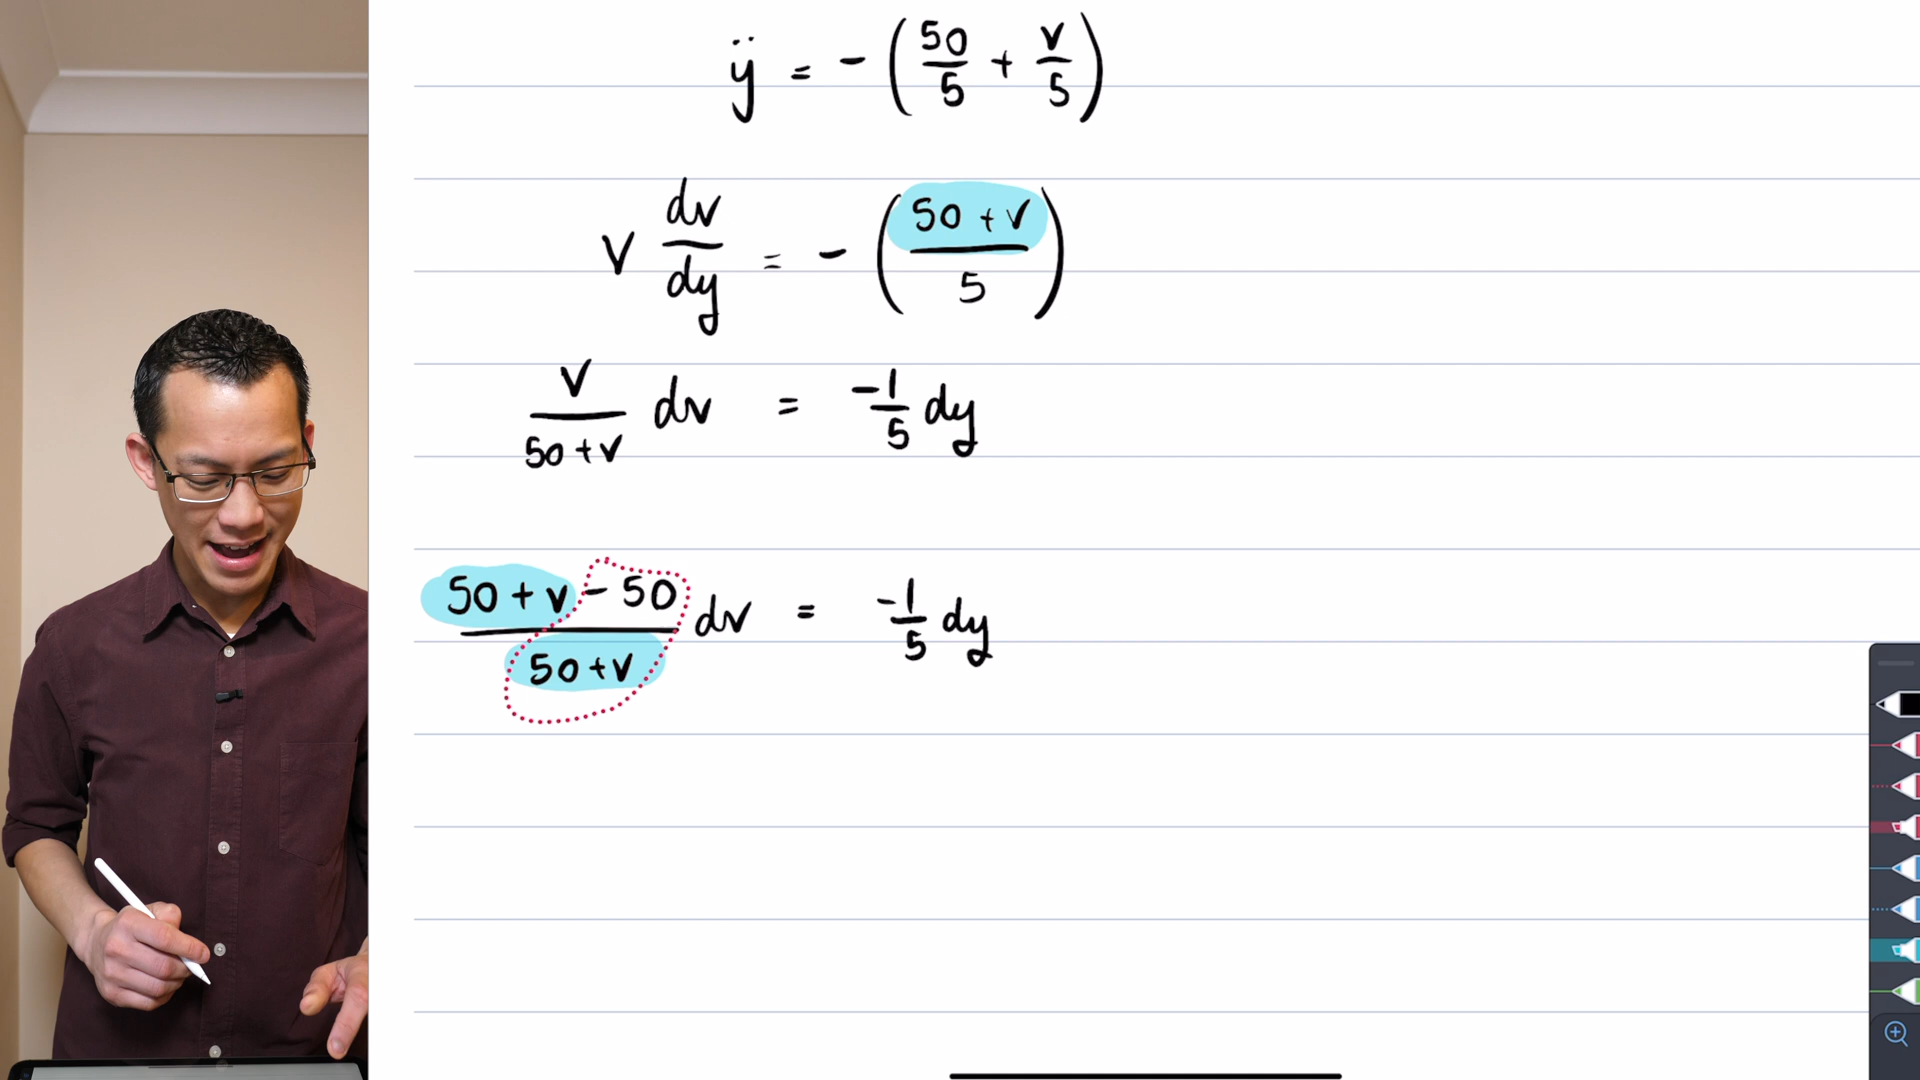 ÿ = - (50/5 + v/5)
v dv/dy = - (50 + v / 5)
v / 50 + v dv = -1/5 dy
50 + v - 50 / 50 + v dv = -1/5 dy